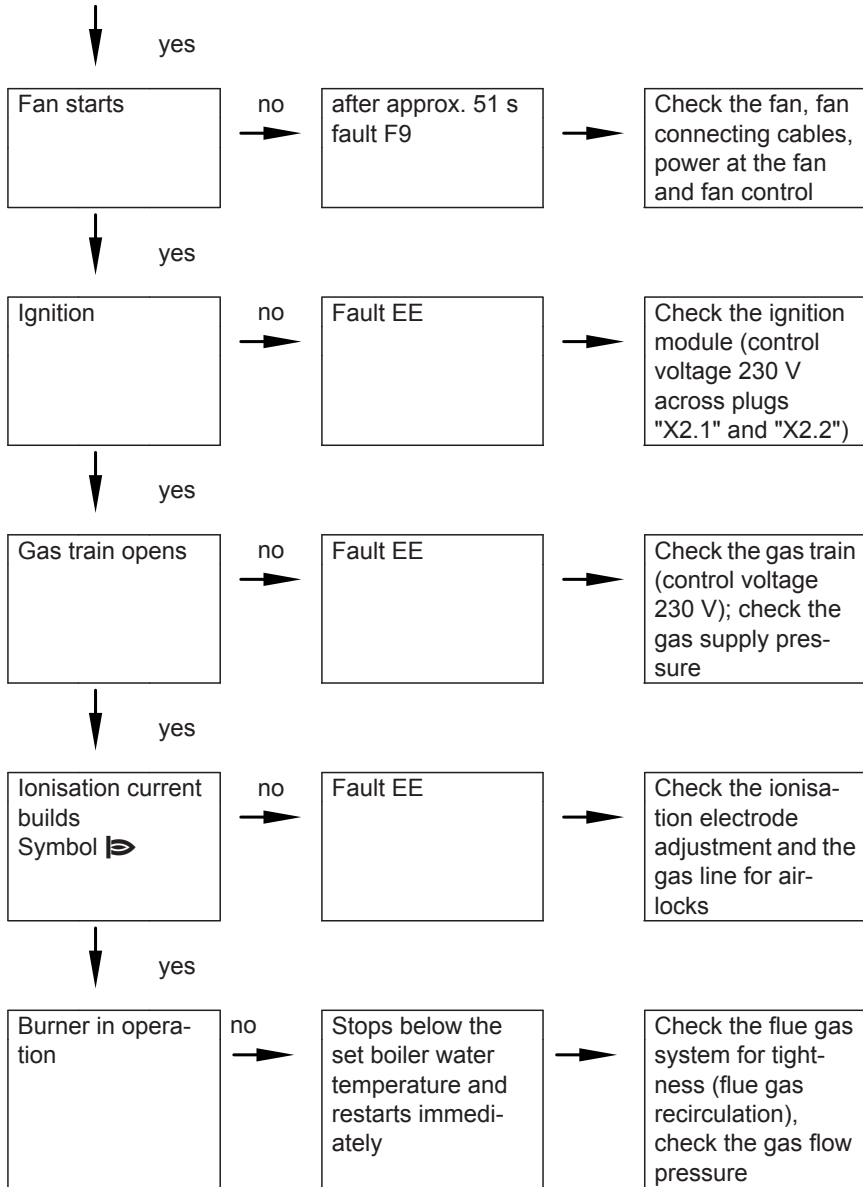 yes
Fan starts
no
after approx. 51 s
fault F9
Check the fan, fan
connecting cables,
power at the fan
and fan control
yes
Ignition
no
Fault EE
Check the ignition
module (control
voltage 230 V
across plugs
"X2.1" and "X2.2")
yes
Gas train opens
no
Fault EE
Check the gas train
(control voltage
230 V); check the
gas supply pres-
sure
yes
Ionisation current
builds
Symbol
no
Fault EE
Check the ionisa-
tion electrode
adjustment and the
gas line for air-
locks
yes
Burner in opera-
tion
no
Stops below the
set boiler water
temperature and
restarts immedi-
ately
Check the flue gas
system for tight-
ness (flue gas
recirculation),
check the gas flow
pressure